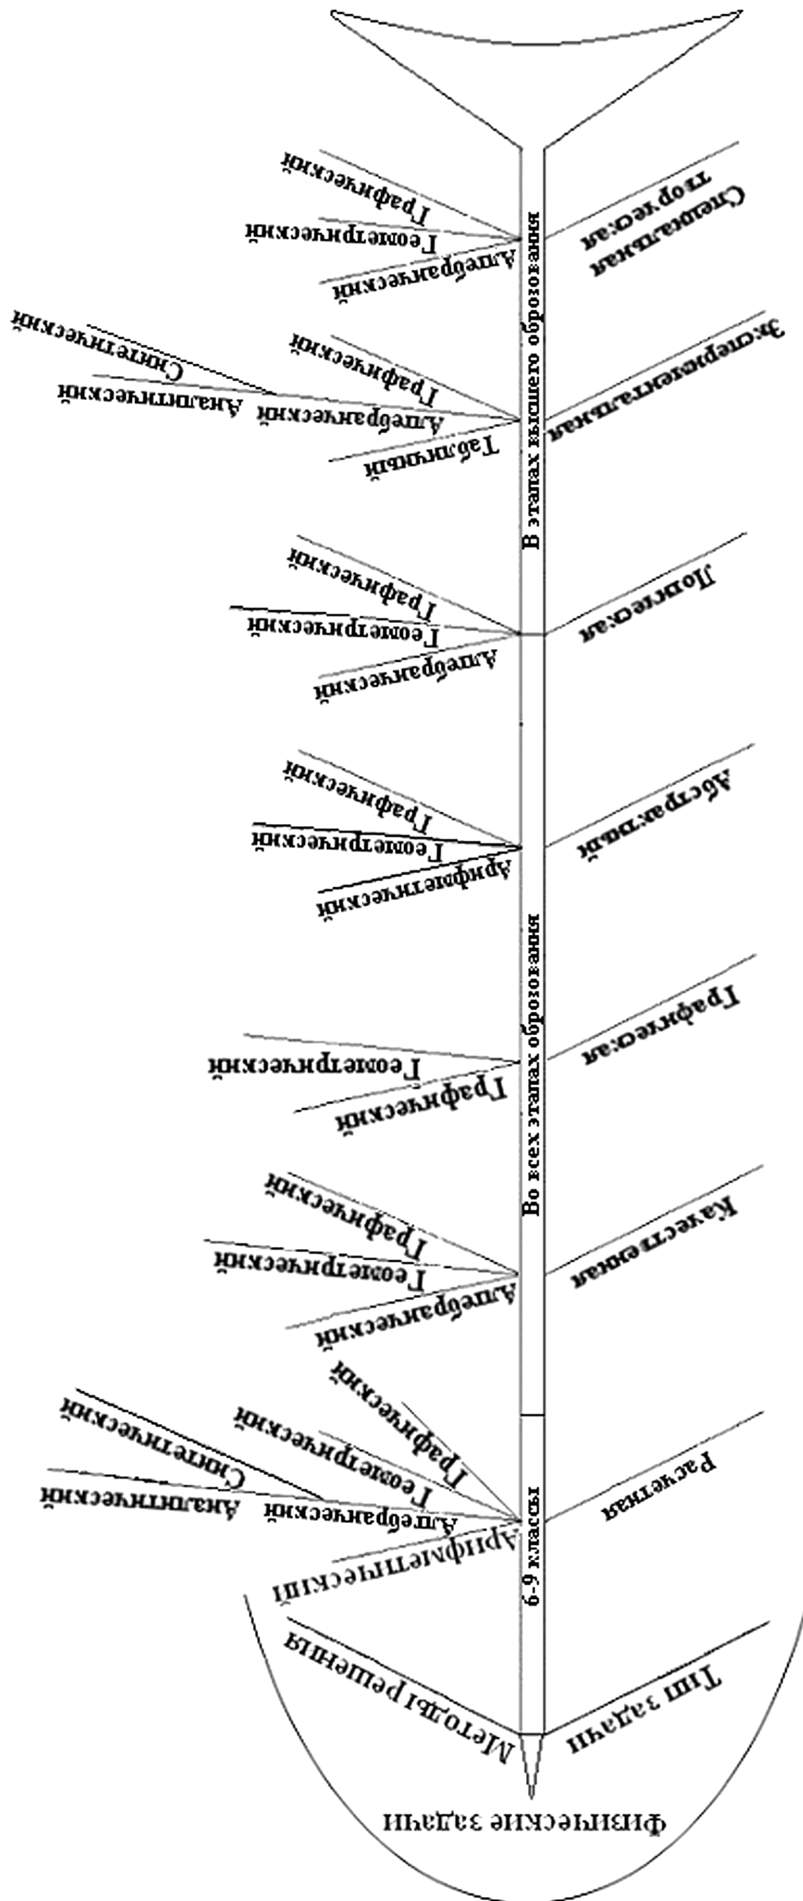 Физические задачи
Тип задачи
Методы решения
6-9 классы
Расчетная
Арифметический
Алгебраический
Аналитический
Синтетический
Геометрический
Графический
Во всех этапах оброзования
Качественная
Алгебраический
Геометрический
Графический
Графическая
Графический
Геометрический
Абстрактный
Арифметический
Геометрический
Графический
Логическая
Алгебраический
Геометрический
Графический
В этапах высшего оброзования
Экспериментальная
Табличный
Алгебраический
Аналитический
Синтетический
Графический
Специальная
творческая
Алгебраический
Геометрический
Графический